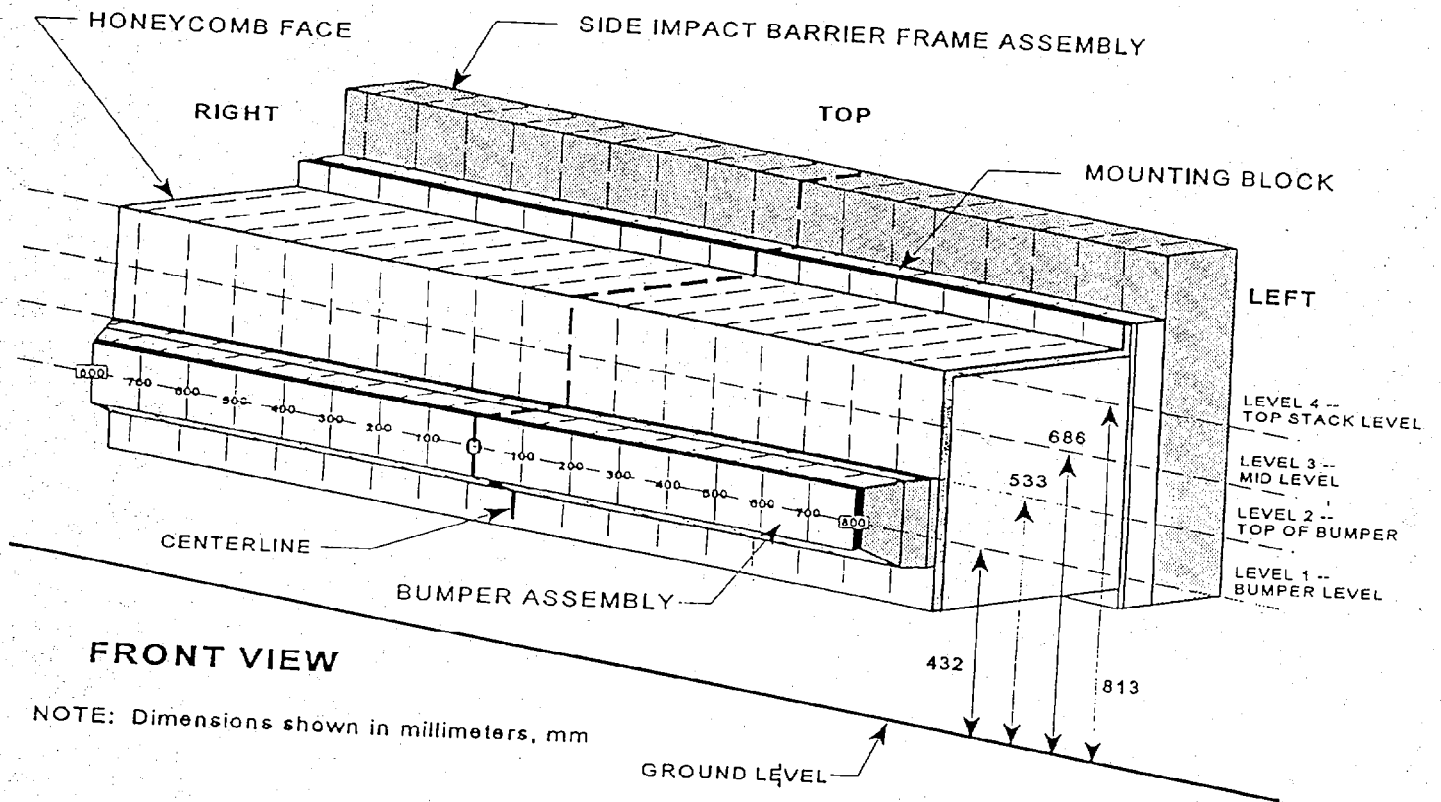 HONEYCOMB FACE
SIDE IMPACT BARRIER FRAME ASSEMBLY
RIGHT
TOP
MOUNTING BLOCK
LEFT
LEVEL 4 --
TOP STACK LEVEL
686
LEVEL 3 --
MID LEVEL
533
LEVEL 2 --
TOP OF BUMPER
LEVEL 1 --
BUMPER LEVEL
800 700 600 500 400 300 200 100 0 100 200 300 400 500 600 700 800
CENTERLINE
BUMPER ASSEMBLY
432
813
FRONT VIEW
NOTE: Dimensions shown in millimeters, mm
GROUND LEVEL